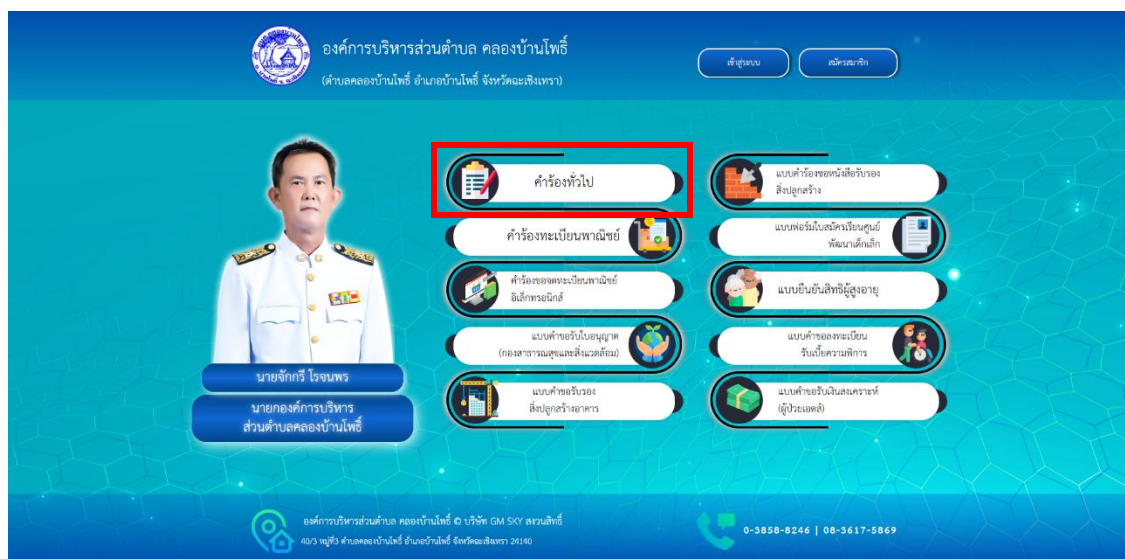 องค์การบริหารส่วนตำบล คลองบ้านโพธิ์
(ตำบลคลองบ้านโพธิ์ อำเภอบ้านโพธิ์ จังหวัดฉะเชิงเทรา)
เข้าสู่ระบบ
สมัครสมาชิก
คำร้องทั่วไป
แบบคำร้องขอหนังสือรับรอง
สิ่งปลูกสร้าง
คำร้องทะเบียนพาณิชย์
แบบฟอร์มใบสมัครเรียนศูนย์
พัฒนาเด็กเล็ก
คำร้องขอจดทะเบียนพาณิชย์
อิเล็กทรอนิกส์
แบบยืนยันสิทธิผู้สูงอายุ
แบบคำขอรับใบอนุญาต
(กองสาธารณสุขและสิ่งแวดล้อม)
แบบคำขอลงทะเบียน
รับเบี้ยความพิการ
แบบคำขอรับรอง
สิ่งปลูกสร้างอาคาร
แบบคำขอรับเงินสงเคราะห์
(ผู้ป่วยเอดส์)
นายจักกรี โรจนพร
นายกองค์การบริหาร
ส่วนตำบลคลองบ้านโพธิ์
องค์การบริหารส่วนตำบล คลองบ้านโพธิ์ © บริษัท GM SKY สงวนสิทธิ์
40/3 หมู่ที่3 ตำบลคลองบ้านโพธิ์ อำเภอบ้านโพธิ์ จังหวัดฉะเชิงเทรา 24140
0-3858-8246 | 08-3617-5869